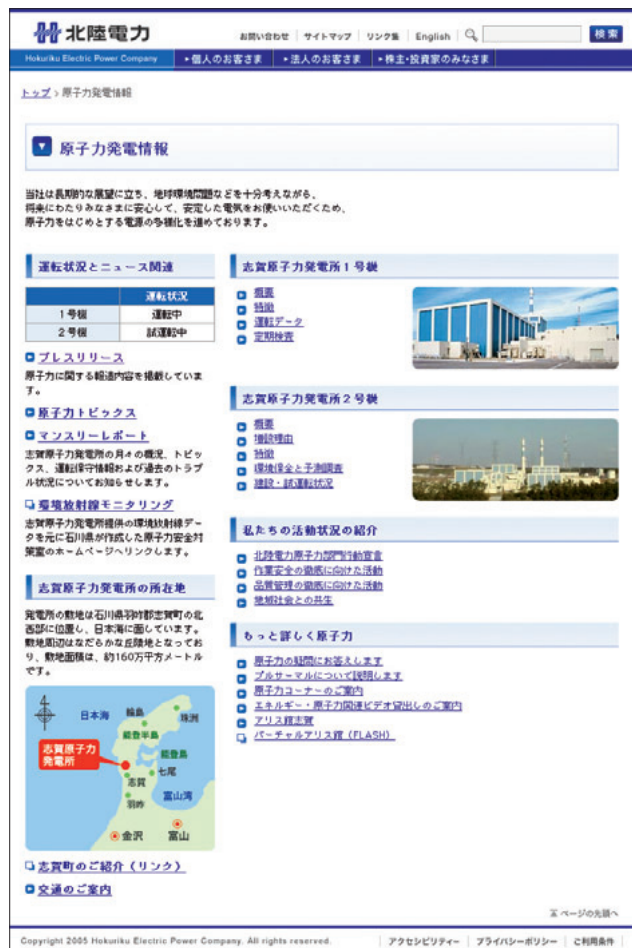 北陸電力
お問い合わせ サイトマップ リンク集 English 検索
Hokuriku Electric Power Company 個人のお客さま 法人のお客さま 株主・投資家のみなさま
トップ > 原子力発電情報
原子力発電情報
当社は長期的な展望に立ち、地球環境問題などを十分考えながら、
将来にわたりみなさまに安心して、安定した電気をお使いいただくため、
原子力をはじめとする電源の多様化を進めております。
運転状況とニュース関連
運転状況
1号機 運転中
2号機 試運転中
プレスリリース
原子力に関する報道内容を掲載していま
す。
原子力トピックス
マンスリーレポート
志賀原子力発電所の月々の概況、トピッ
クス、運転保守情報および過去のトラブ
ル状況についてお知らせします。
環境放射線モニタリング
志賀原子力発電所提供の環境放射線デー
タを元に石川県が作成した原子力安全対
策室のホームページへリンクします。
志賀原子力発電所の所在地
発電所の敷地は石川県羽咋郡志賀町の北
西部に位置し、日本海に面しています。
敷地周辺はなだらかな丘陵地となってお
り、敷地面積は、約160万平方メートル
です。
4
日本海
輪島
珠洲
能登半島
志賀原子力
発電所
能登島
七尾
志賀
富山湾
羽咋
金沢
富山
志賀町のご紹介（リンク）
交通のご案内
志賀原子力発電所1号機
概要
特徴
運転データ
定期検査
志賀原子力発電所2号機
概要
増設理由
特徴
環境保全と予測調査
建設・試運転状況
私たちの活動状況の紹介
北陸電力原子力部門行動宣言
作業安全の徹底に向けた活動
品質管理の徹底に向けた活動
地域社会との共生
もっと詳しく原子力
原子力の疑問にお答えします
プルサーマルについて説明します
原子力コーナーのご案内
エネルギー・原子力関連ビデオ貸出しのご案内
アリス館志賀
バーチャルアリス館（FLASH）
ページの先頭へ
Copyright 2005 Hokuriku Electric Power Company. All rights reserved. アクセシビリティー プライバシーポリシー ご利用条件